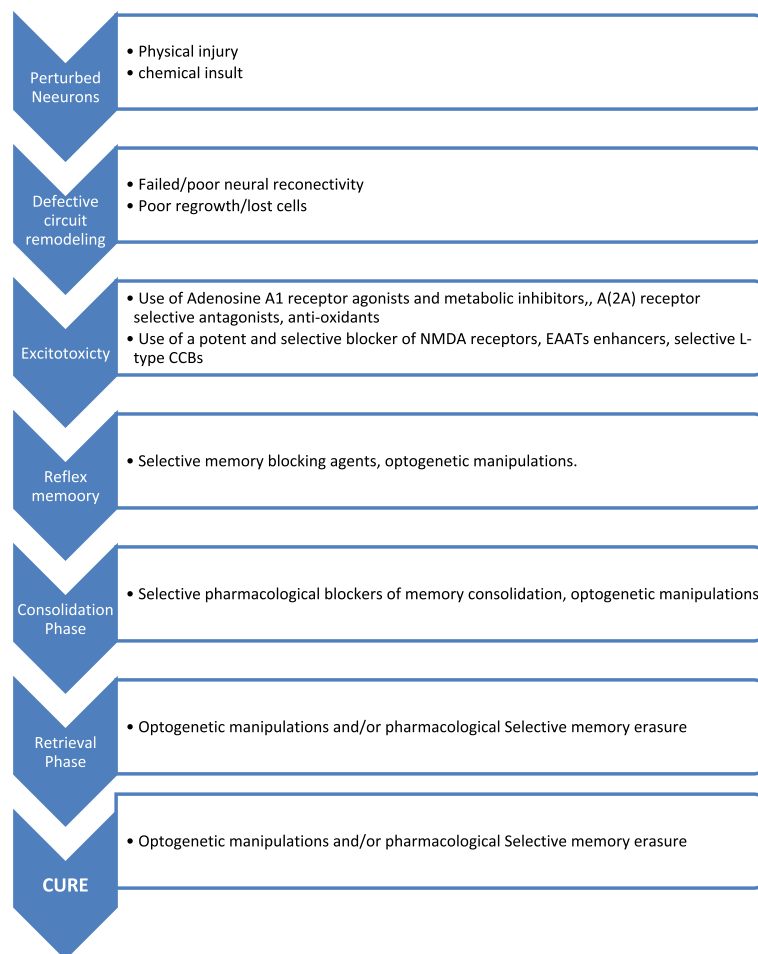 Perturbed
Neeurons
• Physical injury
• chemical insult
Defective
circuit
remodeling
• Failed/poor neural reconectivity
• Poor regrowth/lost cells
Excitotoxicty
• Use of Adenosine A1 receptor agonists and metabolic inhibitors,, A(2A) receptor
selective antagonists, anti-oxidants
• Use of a potent and selective blocker of NMDA receptors, EAATs enhancers, selective L-
type CCBs
Reflex
memoory
• Selective memory blocking agents, optogenetic manipulations.
Consolidation
Phase
• Selective pharmacological blockers of memory consolidation, optogenetic manipulations
Retrieval
Phase
• Optogenetic manipulations and/or pharmacological Selective memory erasure
CURE
• Optogenetic manipulations and/or pharmacological Selective memory erasure